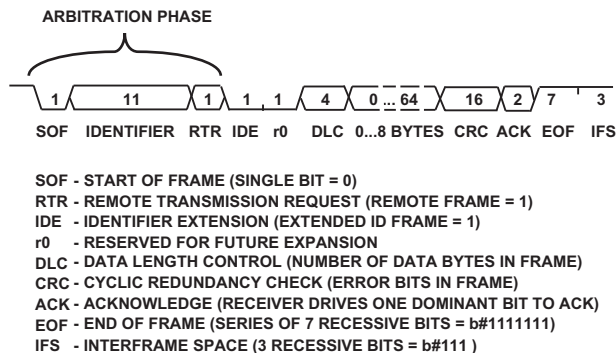 ARBITRATION PHASE
1 11 1 1 1 4 0 ... 64 16 2 7 3
SOF IDENTIFIER RTR IDE r0 DLC 0...8 BYTES CRC ACK EOF IFS
SOF - START OF FRAME (SINGLE BIT = 0)
RTR - REMOTE TRANSMISSION REQUEST (REMOTE FRAME = 1)
IDE - IDENTIFIER EXTENSION (EXTENDED ID FRAME = 1)
r0 - RESERVED FOR FUTURE EXPANSION
DLC - DATA LENGTH CONTROL (NUMBER OF DATA BYTES IN FRAME)
CRC - CYCLIC REDUNDANCY CHECK (ERROR BITS IN FRAME)
ACK - ACKNOWLEDGE (RECEIVER DRIVES ONE DOMINANT BIT TO ACK)
EOF - END OF FRAME (SERIES OF 7 RECESSIVE BITS = b#1111111)
IFS - INTERFRAME SPACE (3 RECESSIVE BITS = b#111 )